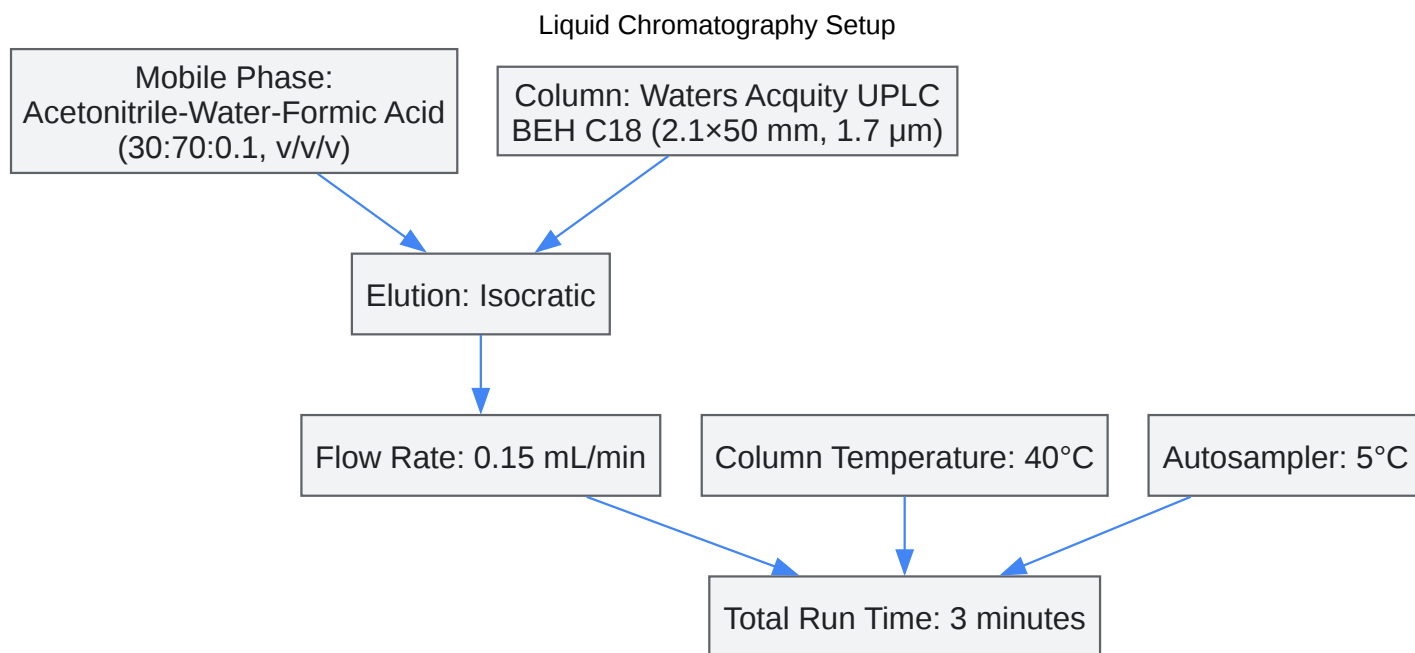 Liquid Chromatography Setup
Mobile Phase:
Acetonitrile-Water-Formic Acid
(30:70:0.1, v/v/v)
Column: Waters Acquity UPLC
BEH C18 (2.1×50 mm, 1.7 μm)
Elution: Isocratic
Flow Rate: 0.15 mL/min
Column Temperature: 40°C
Autosampler: 5°C
Total Run Time: 3 minutes